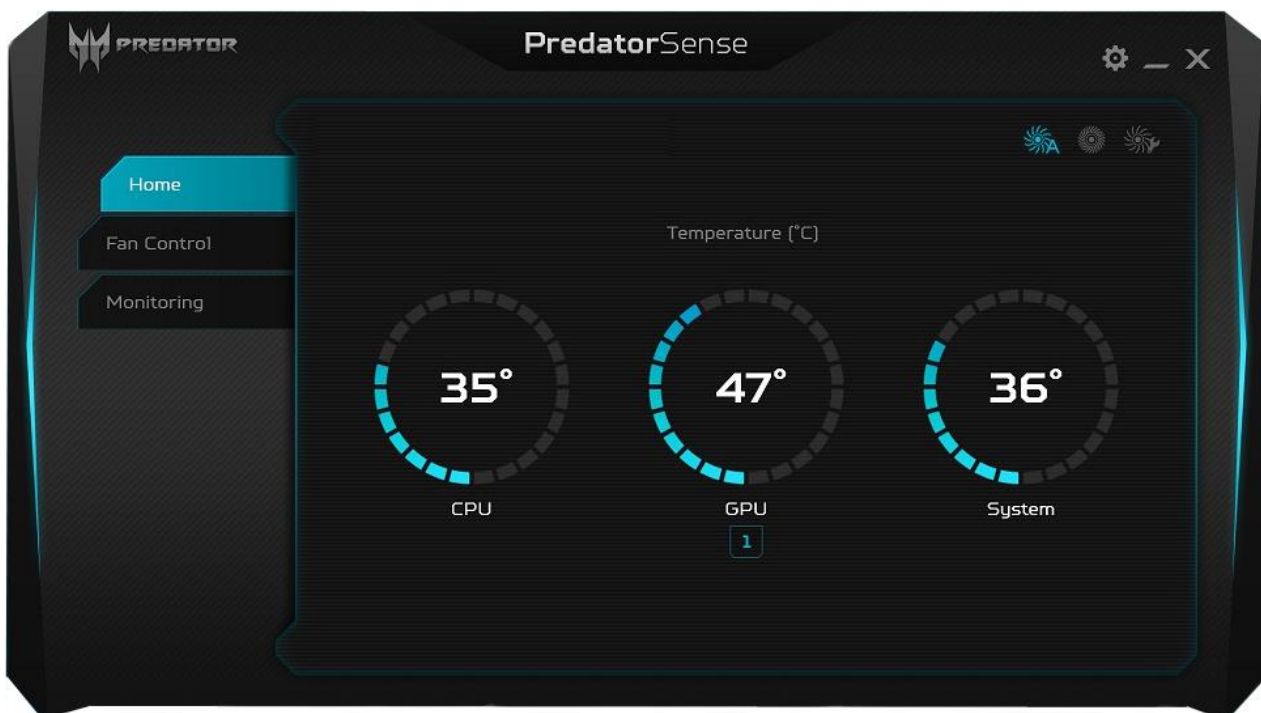 PREDATOR
PredatorSense
Home
Fan Control
Monitoring
A
Temperature (°C)
35°
47°
36°
CPU
GPU
System
1